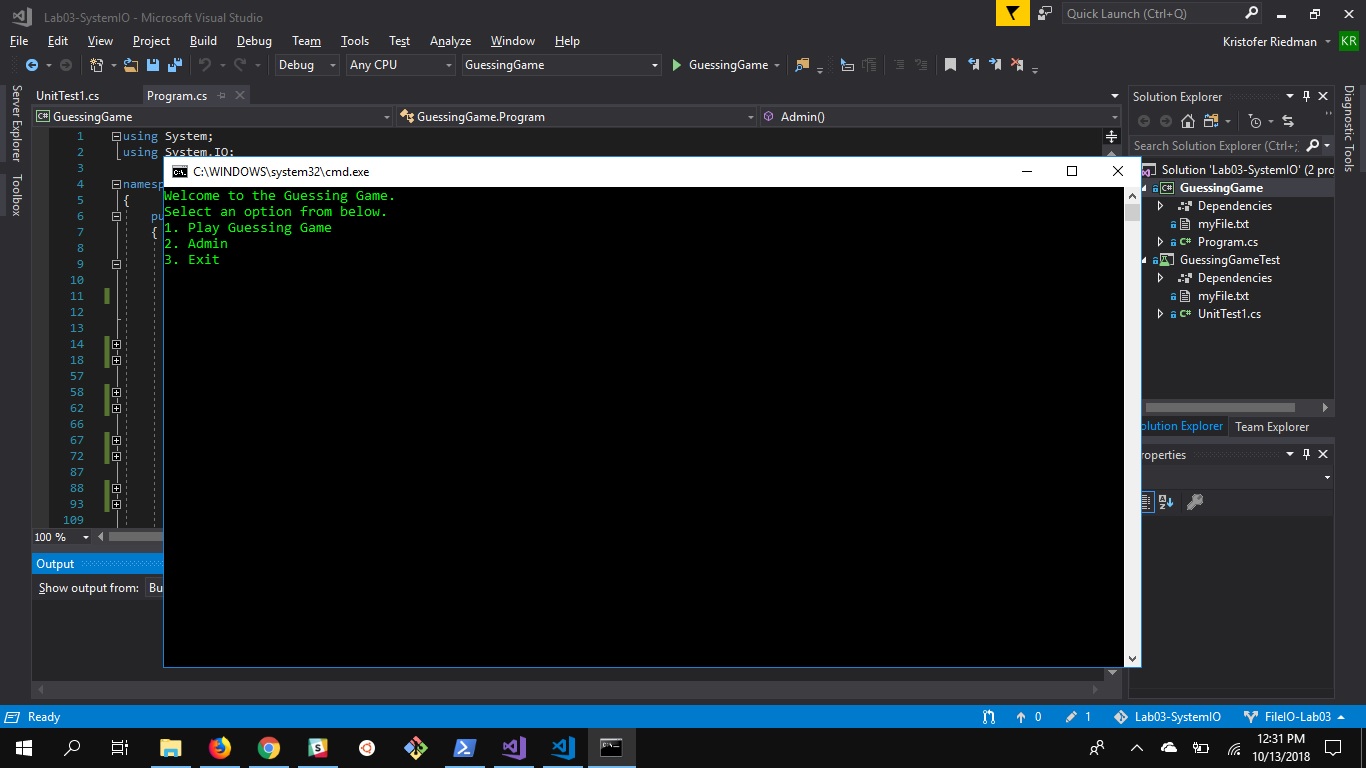 Lab03-SystemIO - Microsoft Visual Studio
Quick Launch (Ctrl+Q)
File Edit View Project Build Debug Team Tools Test Analyze Window Help
Kristofer Riedman
KR
Debug
Any CPU
GuessingGame
GuessingGame
Server Explorer
Toolbox
UnitTest1.cs
Program.cs
GuessingGame
GuessingGame.Program
Admin()
1 using System;
2 using System.IO;
3
4 namesp
5 {
6 pu
7 {
8
9
10
11
12
13
14
18
57
58
62
66
67
72
87
88
93
109
100 %
C:\WINDOWS\system32\cmd.exe
Welcome to the Guessing Game.
Select an option from below.
1. Play Guessing Game
2. Admin
3. Exit
Output
Show output from: Bu
Solution Explorer
Search Solution Explorer (Ctrl+;
Solution 'Lab03-SystemIO' (2 pro
GuessingGame
Dependencies
myFile.txt
Program.cs
GuessingGameTest
Dependencies
myFile.txt
UnitTest1.cs
olution Explorer
Team Explorer
roperties
Diagnostic Tools
Ready
0
1
Lab03-SystemIO
FileIO-Lab03
12:31 PM
10/13/2018